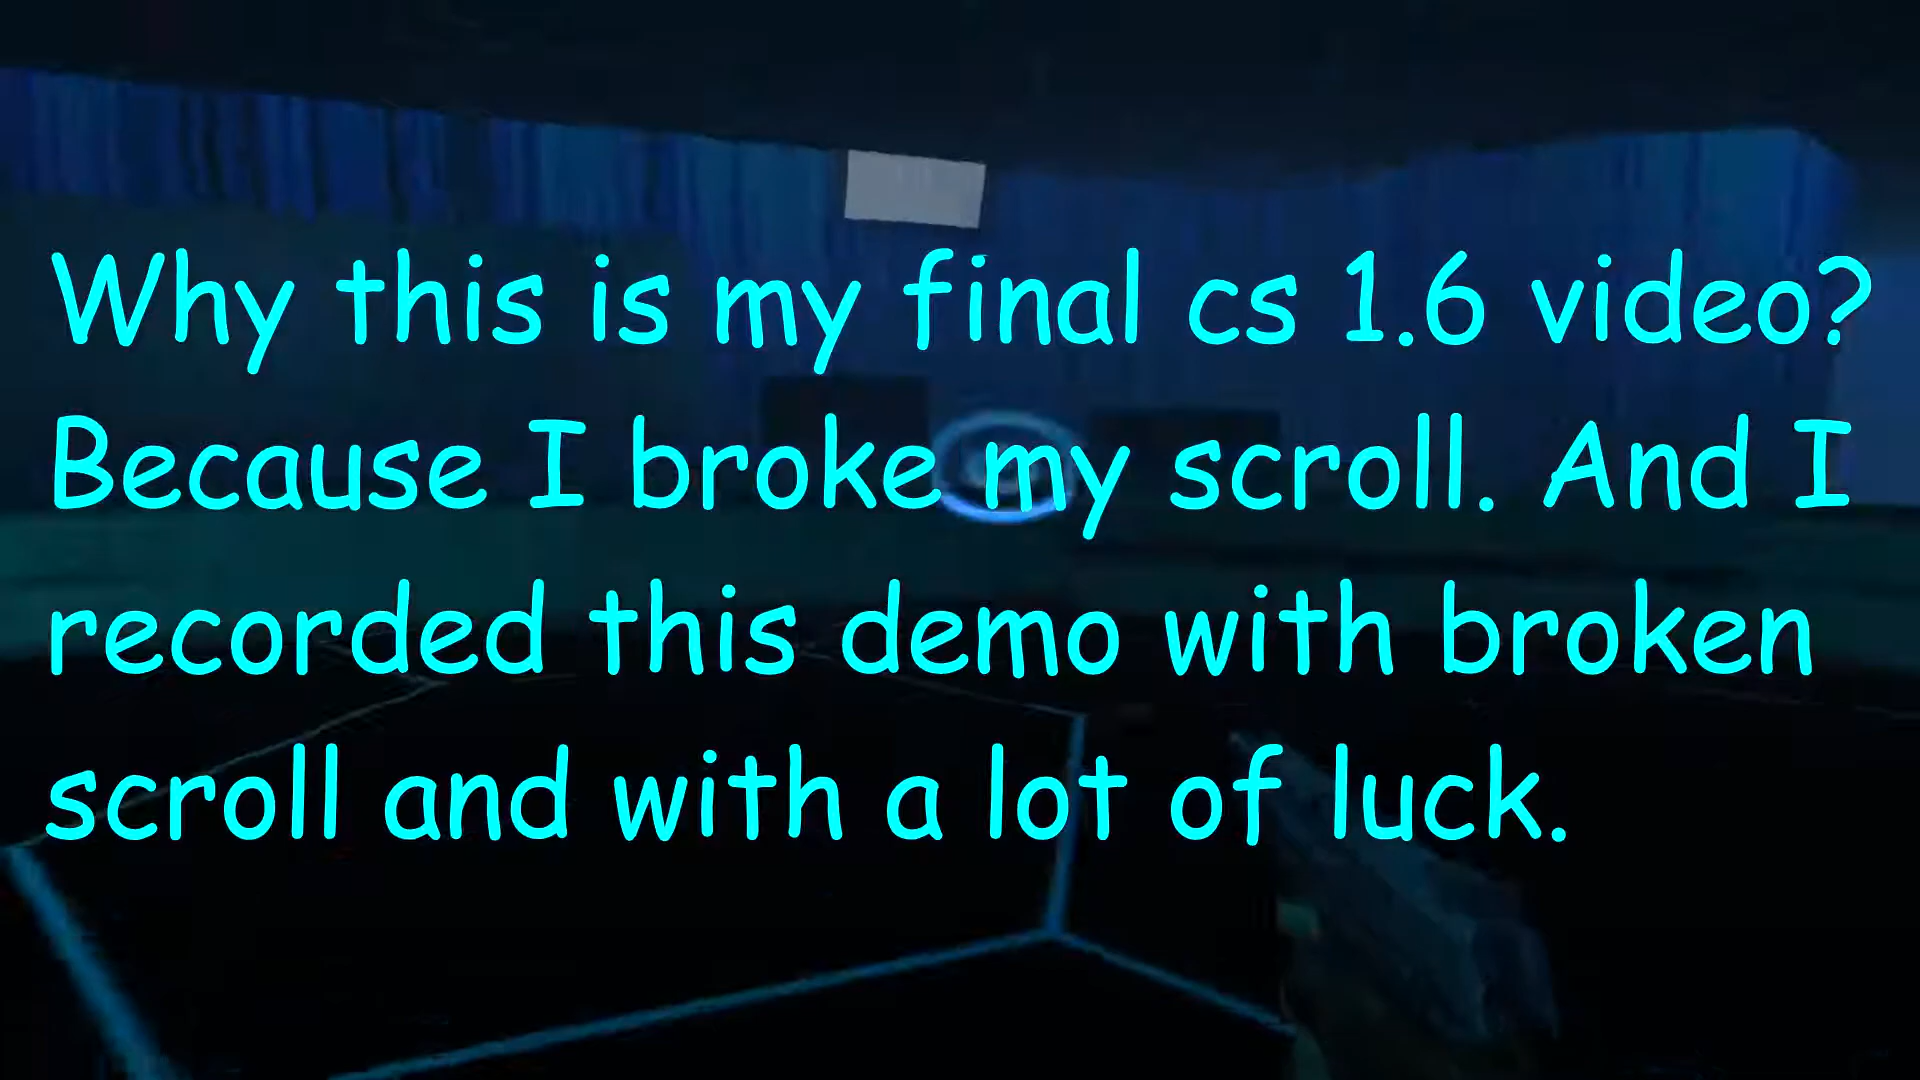 Why this is my final cs 1.6 video?
Because I broke my scroll. And I
recorded this demo with broken
scroll and with a lot of luck.